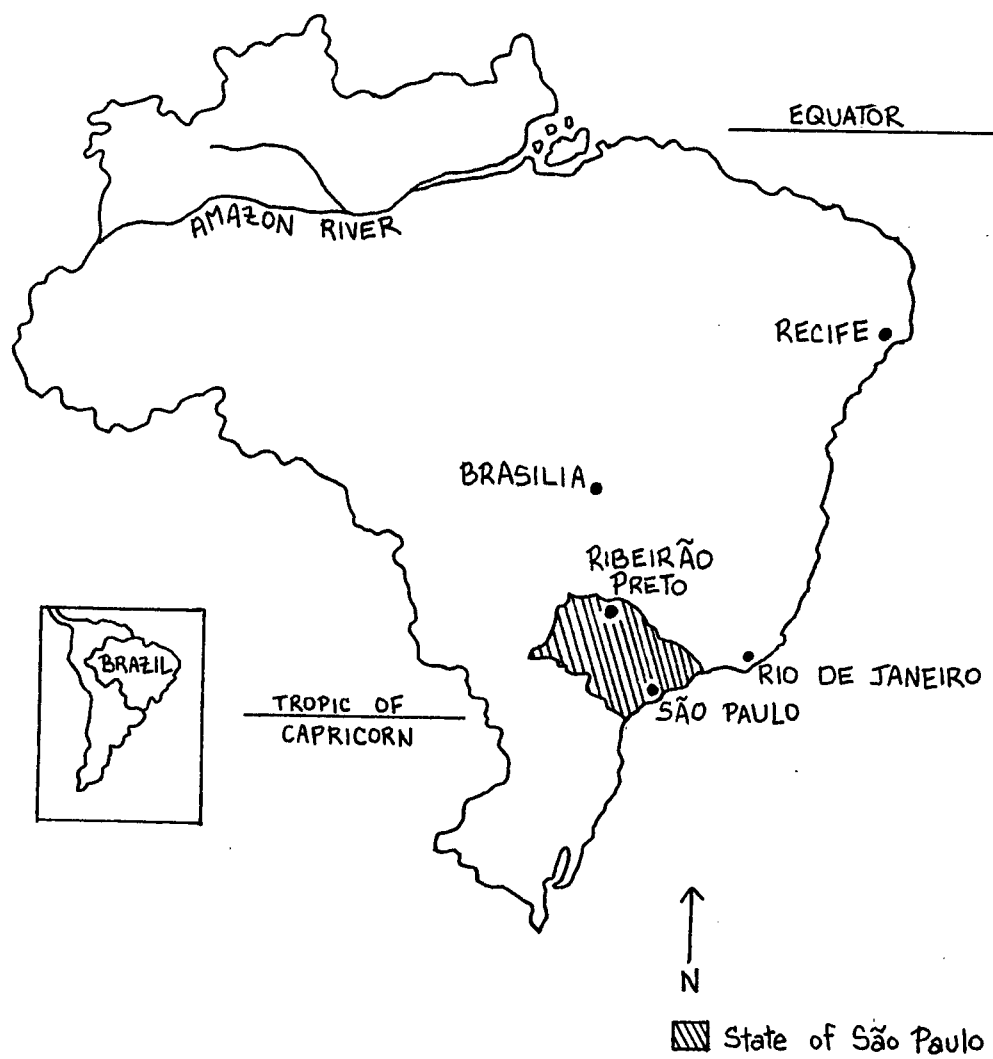 EQUATOR
AMAZON RIVER
RECIFE
BRASILIA
RIBEIRÃO
PRETO
BRAZIL
RIO DE JANEIRO
TROPIC OF
CAPRICORN
SÃO PAULO
N
State of São Paulo